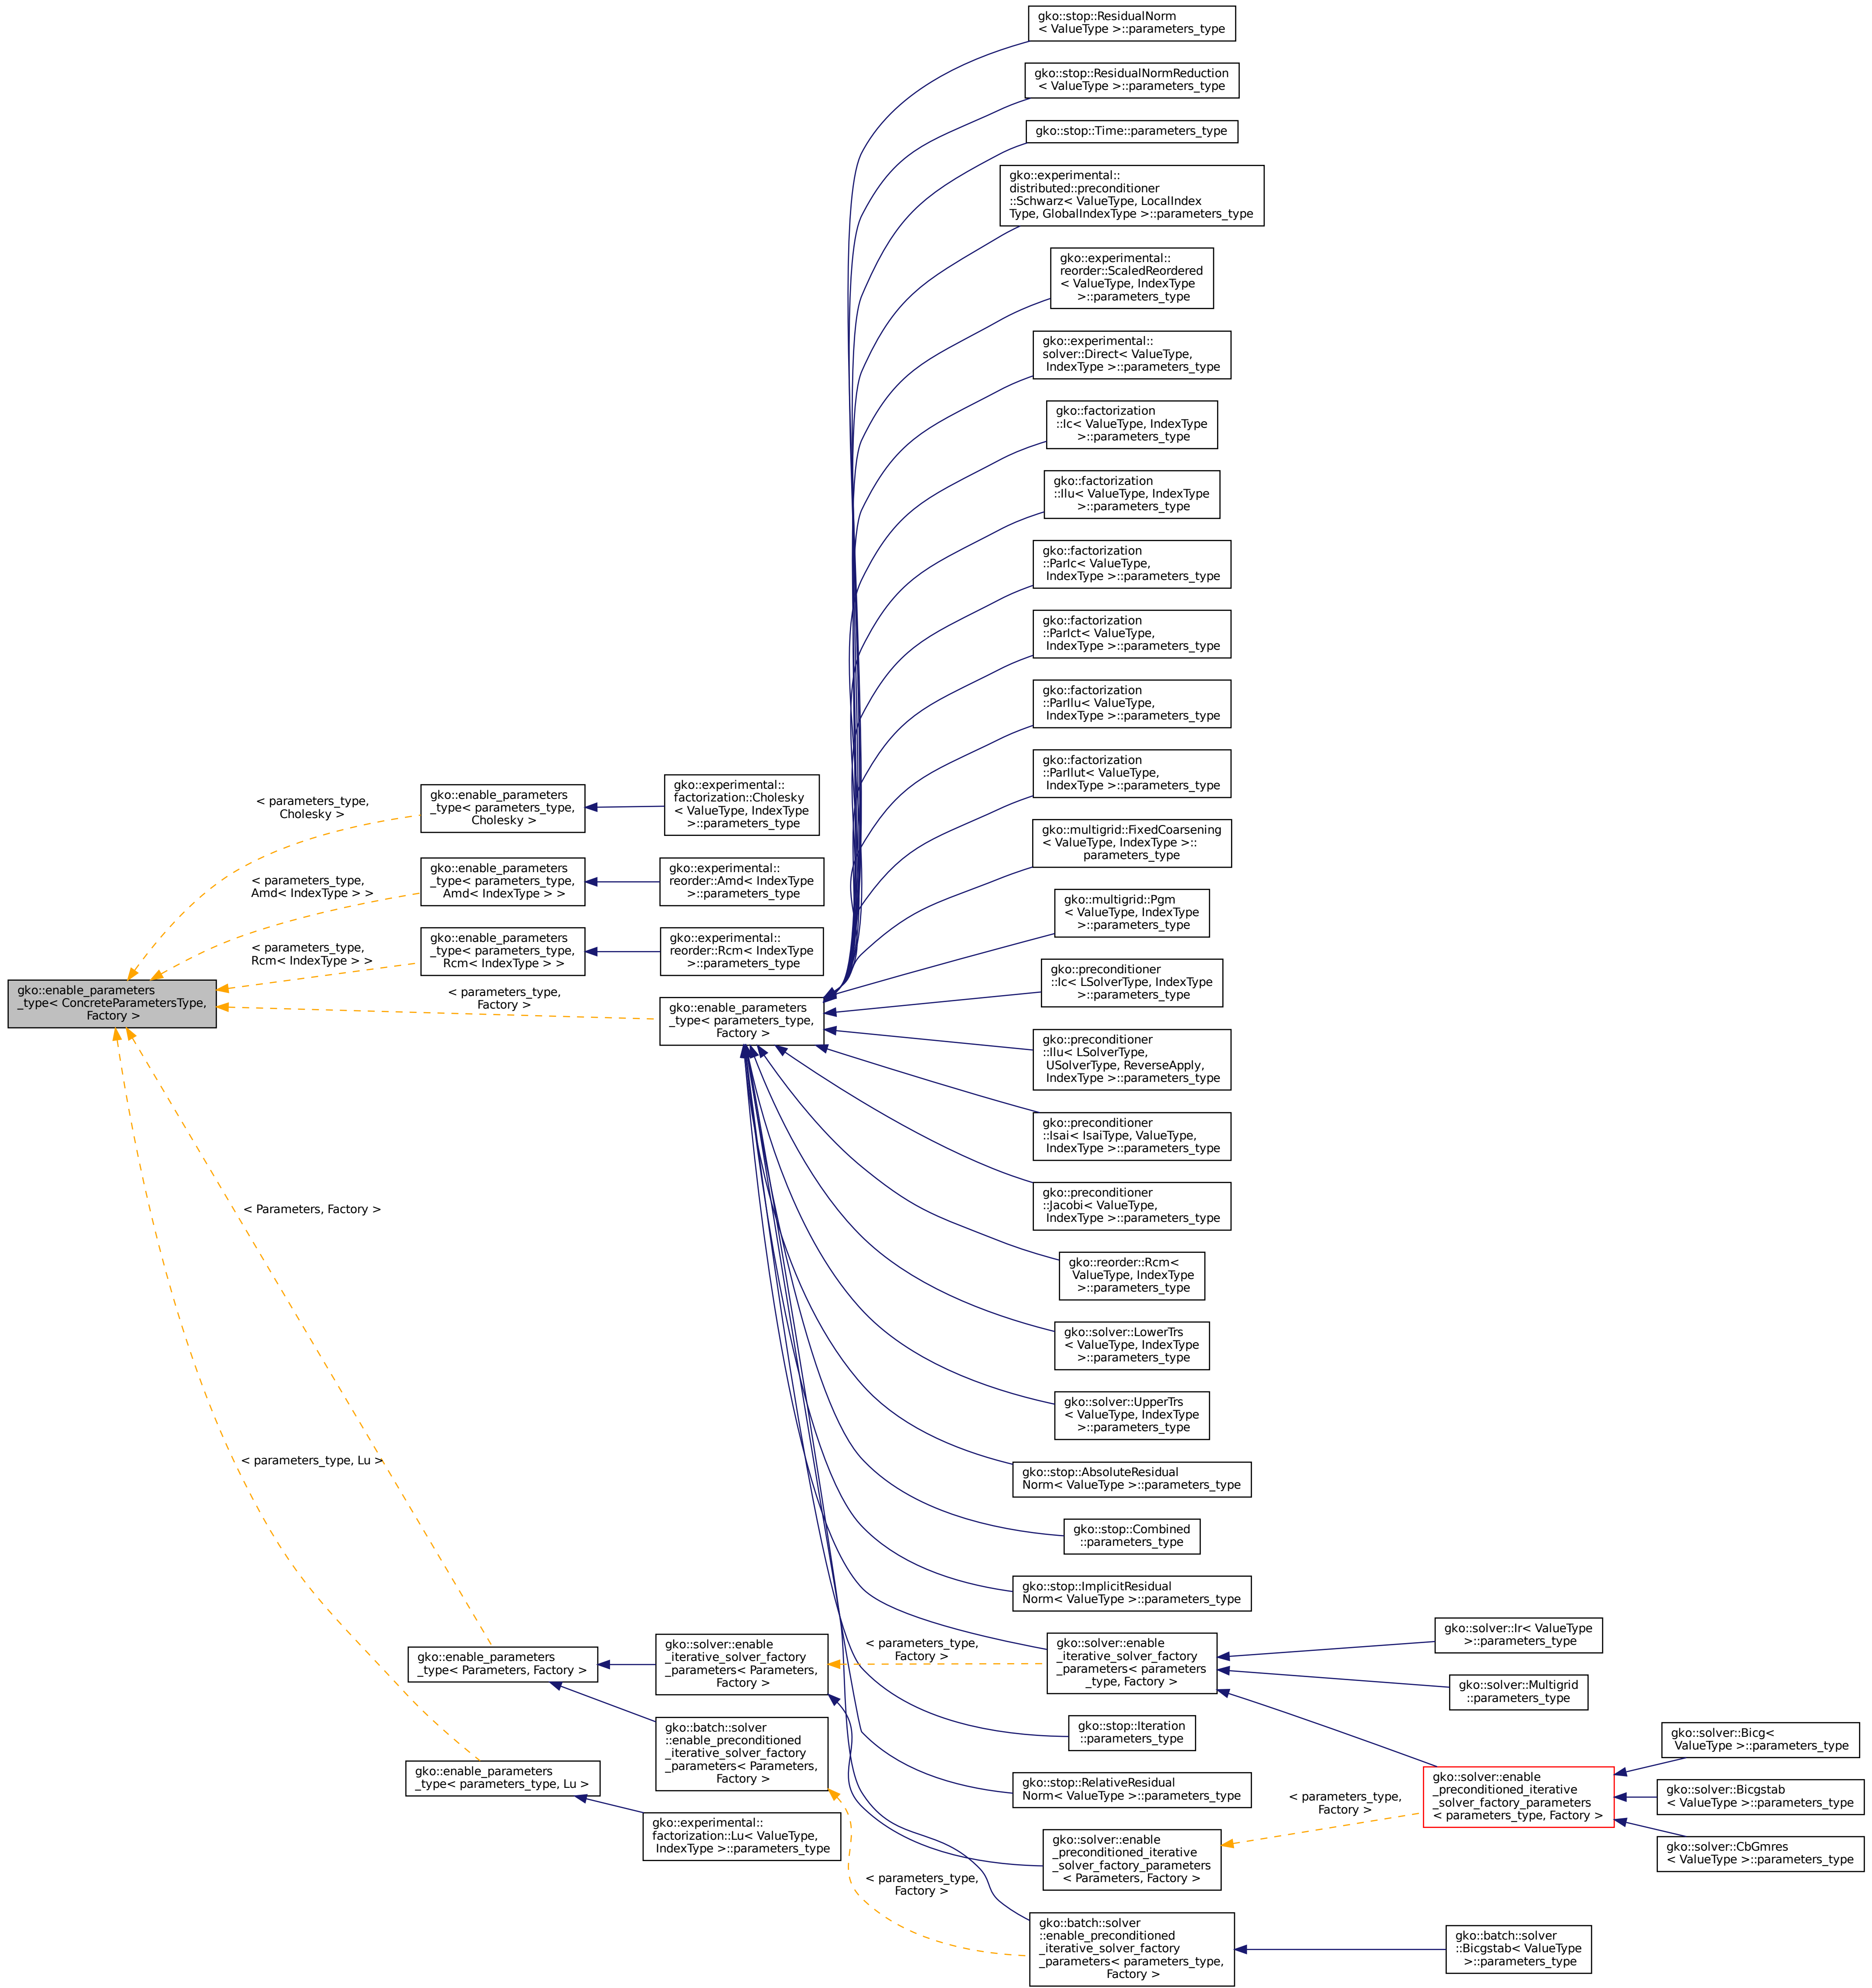 gko::stop::ResidualNorm
< ValueType >::parameters_type
gko::stop::ResidualNormReduction
< ValueType >::parameters_type
gko::stop::Time::parameters_type
gko::experimental::
distributed::preconditioner
::Schwarz< ValueType, LocalIndex
Type, GlobalIndexType >::parameters_type
gko::experimental::
reorder::ScaledReordered
< ValueType, IndexType
>::parameters_type
gko::experimental::
solver::Direct< ValueType,
IndexType >::parameters_type
gko::factorization
::Ic< ValueType, IndexType
>::parameters_type
gko::factorization
::Ilu< ValueType, IndexType
>::parameters_type
gko::factorization
::ParIc< ValueType,
IndexType >::parameters_type
gko::factorization
::ParIct< ValueType,
IndexType >::parameters_type
gko::factorization
::ParIlu< ValueType,
IndexType >::parameters_type
gko::factorization
::ParIlut< ValueType,
IndexType >::parameters_type
gko::multigrid::FixedCoarsening
< ValueType, IndexType >::
parameters_type
gko::multigrid::Pgm
< ValueType, IndexType
>::parameters_type
gko::preconditioner
::Ic< LSolverType, IndexType
>::parameters_type
gko::preconditioner
::Ilu< LSolverType,
USolverType, ReverseApply,
IndexType >::parameters_type
gko::preconditioner
::Isai< IsaiType, ValueType,
IndexType >::parameters_type
gko::preconditioner
::Jacobi< ValueType,
IndexType >::parameters_type
gko::reorder::Rcm<
ValueType, IndexType
>::parameters_type
gko::solver::LowerTrs
< ValueType, IndexType
>::parameters_type
gko::solver::UpperTrs
< ValueType, IndexType
>::parameters_type
gko::stop::AbsoluteResidual
Norm< ValueType >::parameters_type
gko::stop::Combined
::parameters_type
gko::stop::ImplicitResidual
Norm< ValueType >::parameters_type
gko::solver::enable
_iterative_solver_factory
_parameters< parameters
_type, Factory >
gko::stop::Iteration
::parameters_type
gko::stop::RelativeResidual
Norm< ValueType >::parameters_type
gko::solver::enable
_preconditioned_iterative
_solver_factory_parameters
< Parameters, Factory >
gko::batch::solver
::enable_preconditioned
_iterative_solver_factory
_parameters< parameters_type,
Factory >
< parameters_type,
Cholesky >
gko::enable_parameters
_type< parameters_type,
Cholesky >
gko::experimental::
factorization::Cholesky
< ValueType, IndexType
>::parameters_type
< parameters_type,
Amd< IndexType > >
gko::enable_parameters
_type< parameters_type,
Amd< IndexType > >
gko::experimental::
reorder::Amd< IndexType
>::parameters_type
< parameters_type,
Rcm< IndexType > >
gko::enable_parameters
_type< parameters_type,
Rcm< IndexType > >
gko::experimental::
reorder::Rcm< IndexType
>::parameters_type
gko::enable_parameters
_type< ConcreteParametersType,
Factory >
< parameters_type,
Factory >
gko::enable_parameters
_type< parameters_type,
Factory >
< Parameters, Factory >
< parameters_type, Lu >
gko::enable_parameters
_type< Parameters, Factory >
gko::solver::enable
_iterative_solver_factory
_parameters< Parameters,
Factory >
< parameters_type,
Factory >
gko::batch::solver
::enable_preconditioned
_iterative_solver_factory
_parameters< Parameters,
Factory >
gko::enable_parameters
_type< parameters_type, Lu >
gko::experimental::
factorization::Lu< ValueType,
IndexType >::parameters_type
< parameters_type,
Factory >
gko::solver::Ir< ValueType
>::parameters_type
gko::solver::Multigrid
::parameters_type
< parameters_type,
Factory >
gko::solver::enable
_preconditioned_iterative
_solver_factory_parameters
< parameters_type, Factory >
gko::solver::Bicg<
ValueType >::parameters_type
gko::solver::Bicgstab
< ValueType >::parameters_type
gko::solver::CbGmres
< ValueType >::parameters_type
gko::batch::solver
::Bicgstab< ValueType
>::parameters_type